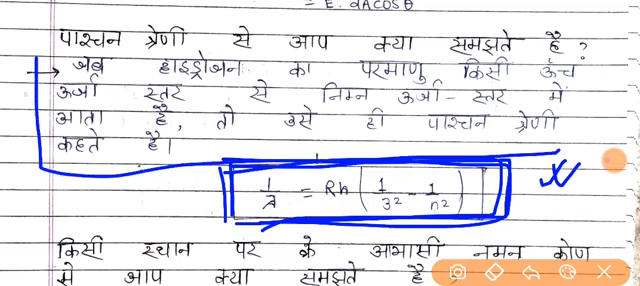 = E. dAcosθ
पाश्चन श्रेणी से आप क्या समझते है?
→ जब हाइड्रोजन का परमाणु किसी ऊँच
ऊर्जा स्तर से निम्न ऊर्जा-स्तर में
आता है, तो उसे ही पाश्चन श्रेणी
कहते है।
1/λ = Rh (1/3² - 1/n²)
किसी स्थान पर के आभासी नमन कोण
से आप क्या समझते है